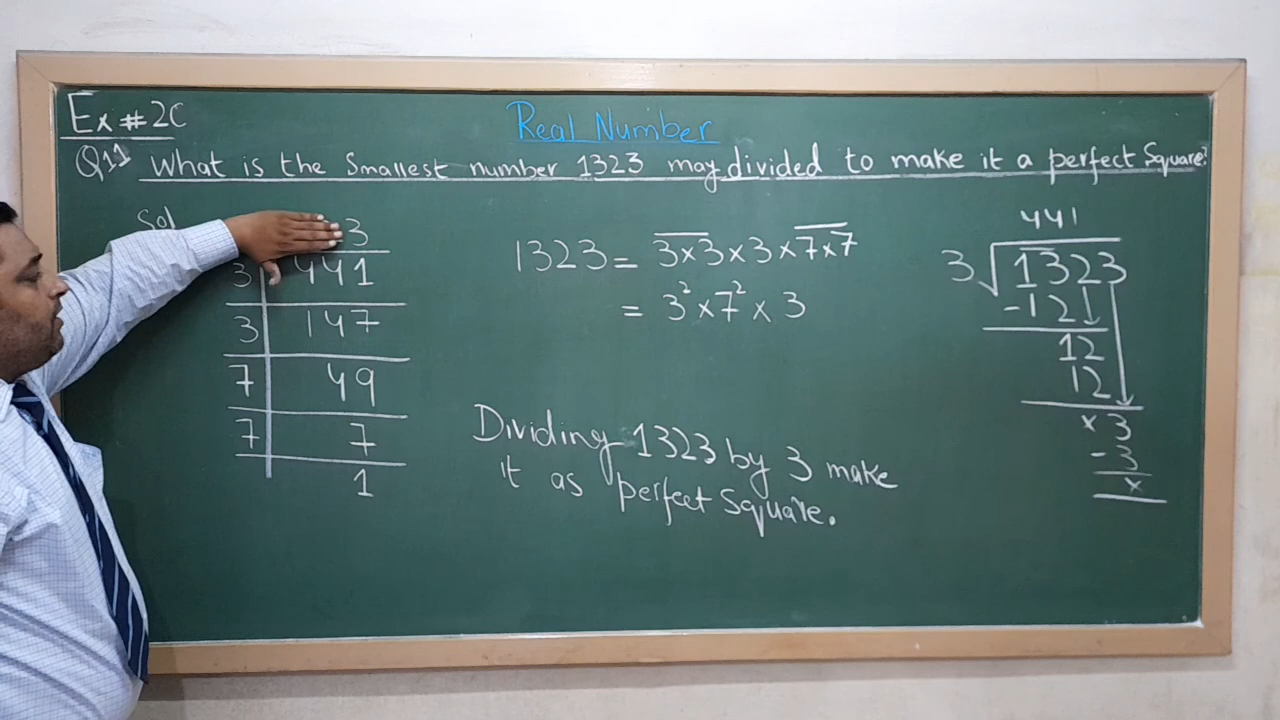 Ex # 2C
Real Number
Q11 What is the Smallest number 1323 may divided to make it a perfect Square?
Sol
3
3 441
3 147
7 49
7 7
1
1323 = 3×3×3×7×7
= 3²×7²×3
Dividing 1323 by 3 make
it as perfect Square.
441
3 √1323
-121
12
12
×3
-3
×